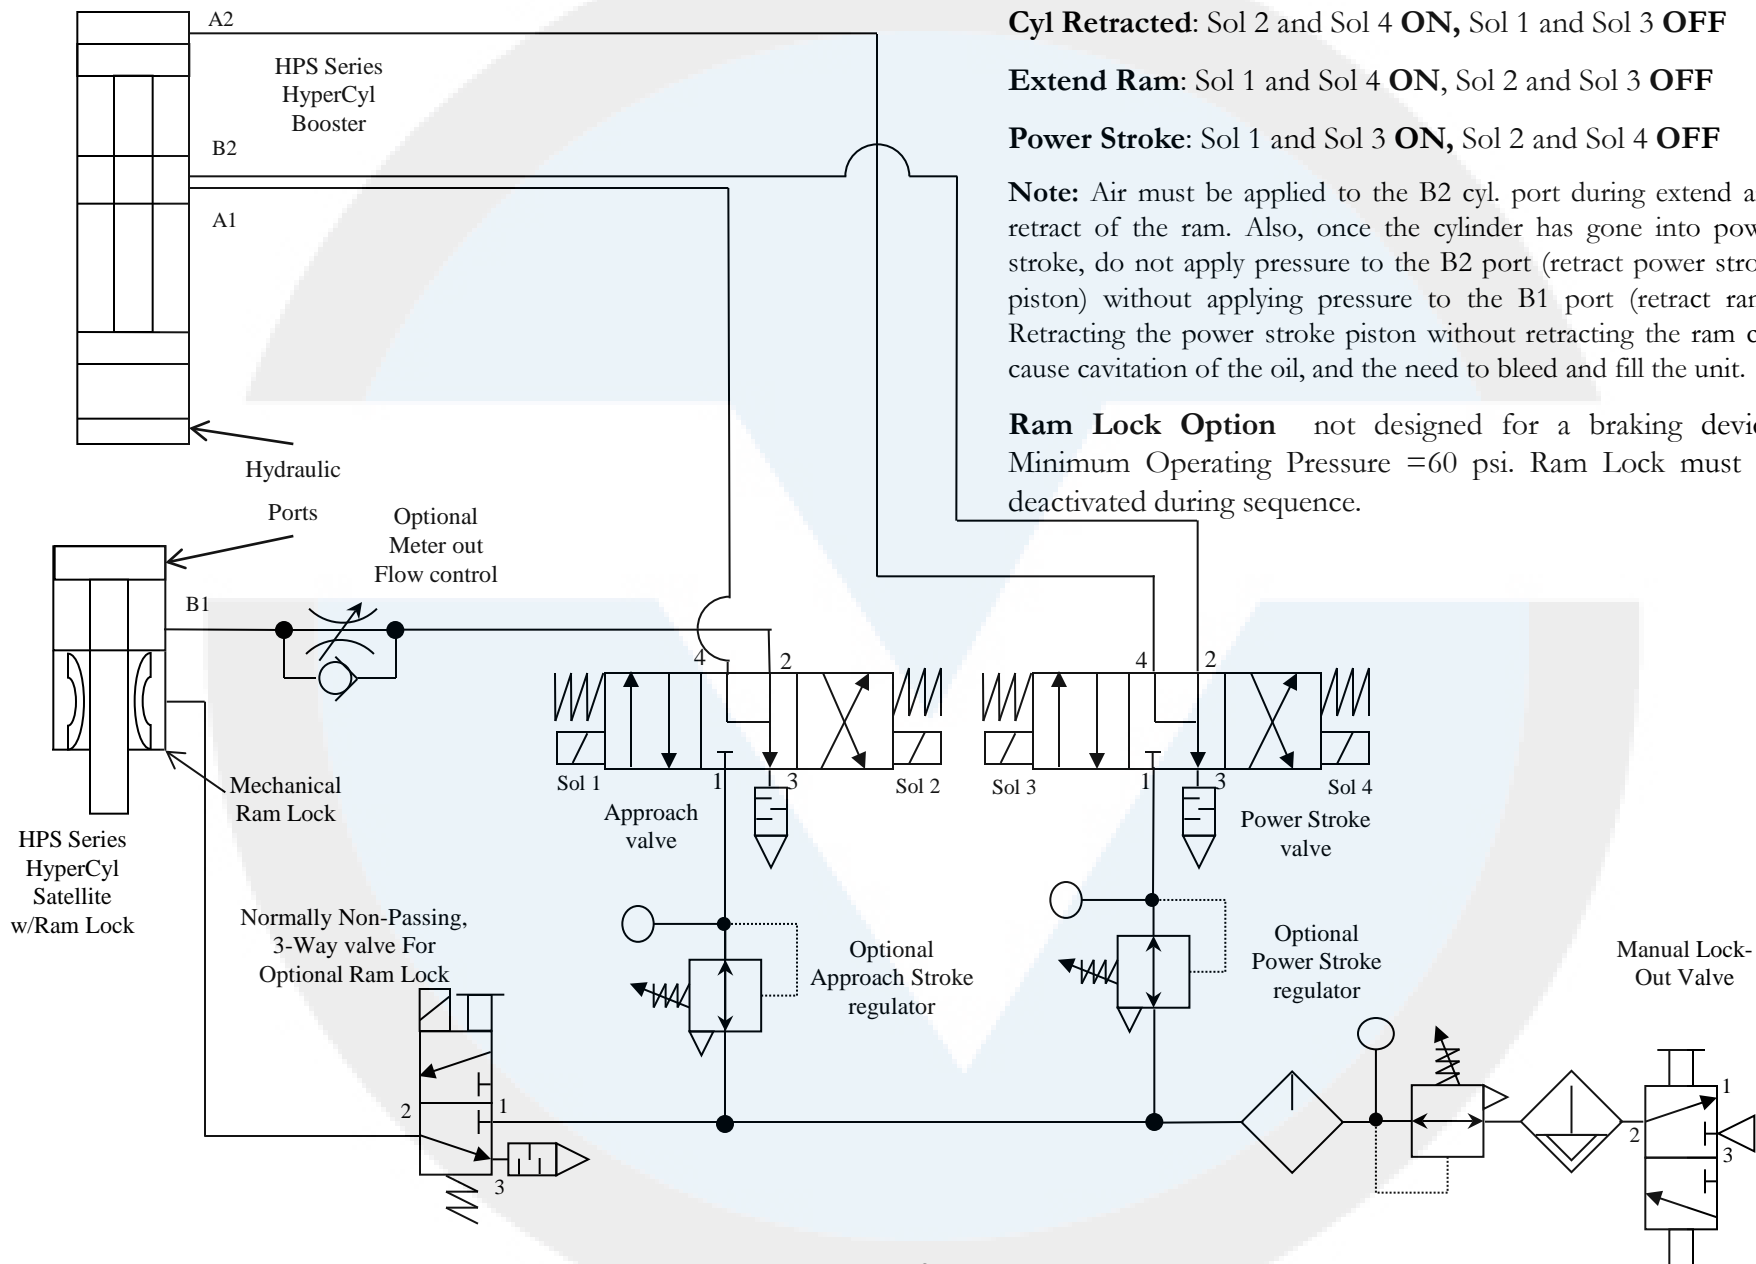 A2
HPS Series
HyperCyl
Booster
B2
A1
Cyl Retracted: Sol 2 and Sol 4 ON, Sol 1 and Sol 3 OFF
Extend Ram: Sol 1 and Sol 4 ON, Sol 2 and Sol 3 OFF
Power Stroke: Sol 1 and Sol 3 ON, Sol 2 and Sol 4 OFF
Note: Air must be applied to the B2 cyl. port during extend a
retract of the ram. Also, once the cylinder has gone into pow
stroke, do not apply pressure to the B2 port (retract power stro
piston) without applying pressure to the B1 port (retract ram
Retracting the power stroke piston without retracting the ram c
cause cavitation of the oil, and the need to bleed and fill the unit.
Ram Lock Option not designed for a braking devic
Minimum Operating Pressure =60 psi. Ram Lock must
deactivated during sequence.
Hydraulic
Ports
Optional
Meter out
Flow control
B1
4
2
4
2
Sol 1
1
3
Sol 2
Sol 3
1
3
Sol 4
Approach
valve
Power Stroke
valve
Mechanical
Ram Lock
HPS Series
HyperCyl
Satellite
w/Ram Lock
Normally Non-Passing,
3-Way valve For
Optional Ram Lock
Optional
Approach Stroke
regulator
Optional
Power Stroke
regulator
Manual Lock-
Out Valve
2
1
3
1
2
3